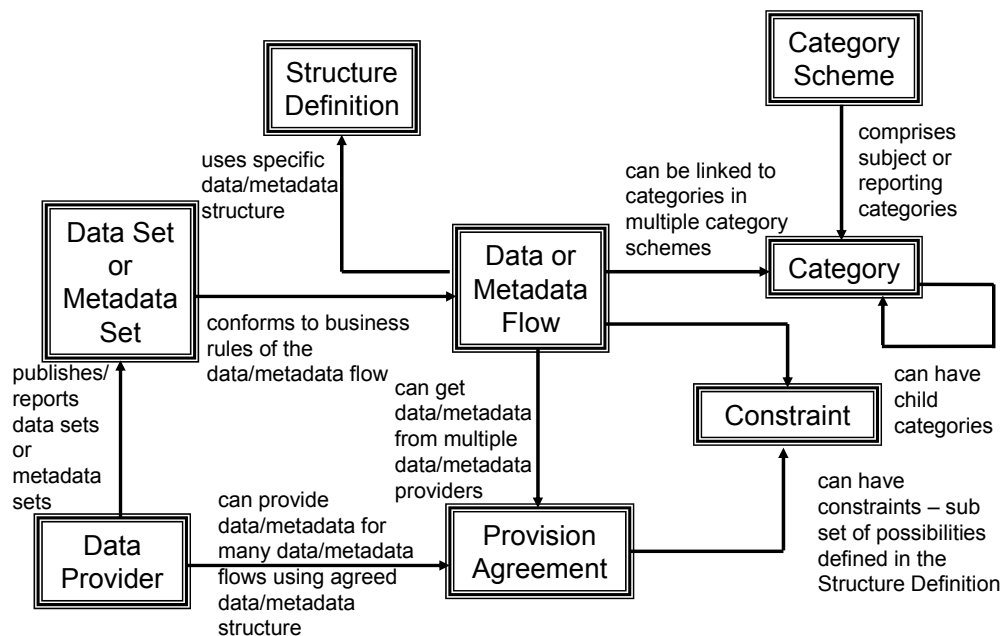 Structure
Definition
Category
Scheme
uses specific
data/metadata
structure
can be linked to
categories in
multiple category
schemes
comprises
subject or
reporting
categories
Data Set
or
Metadada
Set
Data or
Metadata
Flow
Category
conforms to business
rules of the
data/metadata flow
publishes/
reports
data sets
or
metadata
sets
can get
data/metadata
from multiple
data/metadata
providers
Constraint
can have
child
categories
Data
Provider
can provide
data/metadata for
many data/metadata
flows using agreed
data/metadata
structure
Provision
Agreement
can have
constraints – sub
set of possibilities
defined in the
Structure Definition